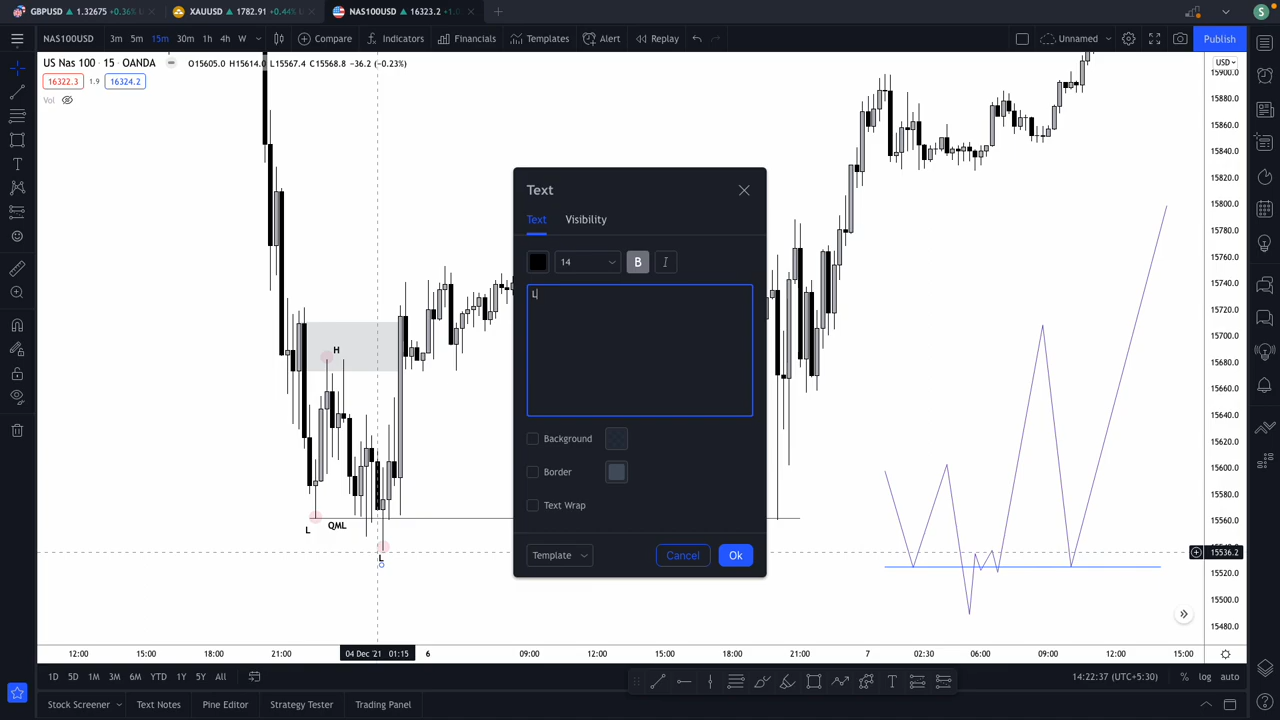 GBPUSD 1.32675 +0.36%
XAUUSD 1782.91 +0.44%
NAS100USD 16323.2
S
NAS100USD 3m 5m 15m 30m 1h 4h W Compare Indicators Financials Templates Alert Replay Unnamed Publish
US Nas 100 · 15 · OANDA O15605.0 H15614.0 L15567.4 C15568.8 −36.2 (−0.23%)
16322.3 1.9 16324.2
Vol
USD
15900.0
15880.0
15860.0
15840.0
15820.0
15800.0
15780.0
15760.0
15740.0
15720.0
15700.0
15680.0
15660.0
15640.0
15620.0
15600.0
15580.0
15560.0
15536.2
15520.0
15500.0
15480.0
H
L
QML
L
Text
Text Visibility
14 B I
L
Background
Border
Text Wrap
Template Cancel Ok
12:00 15:00 18:00 21:00 04 Dec '21 01:15 6 09:00 12:00 15:00 18:00 21:00 7 02:30 06:00 09:00 12:00 15:00
1D 5D 1M 3M 6M YTD 1Y 5Y All
14:22:37 (UTC+5:30) % log auto
Stock Screener Text Notes Pine Editor Strategy Tester Trading Panel